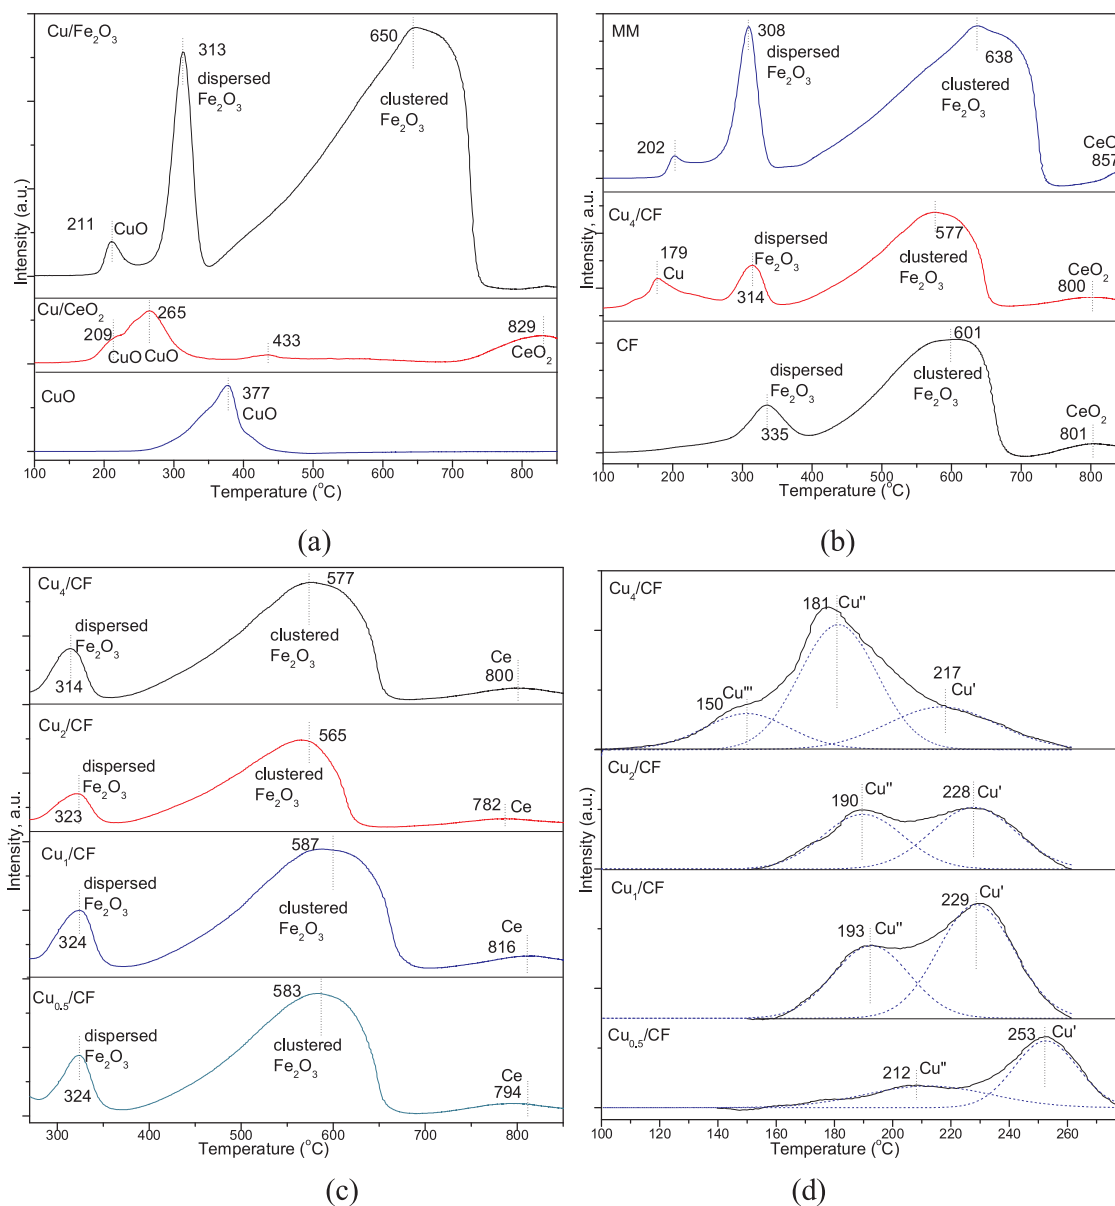 Cu/Fe₂O₃
313
dispersed
Fe₂O₃
650
clustered
Fe₂O₃
211
CuO
Intensity (a.u.)
Cu/CeO₂
209
265
CuO
CuO
433
829
CeO₂
CuO
377
CuO
100 200 300 400 500 600 700 800
Temperature (°C)
(a)
MM
308
dispersed
Fe₂O₃
638
clustered
Fe₂O₃
202
CeO
857
Intensity, a.u.
Cu₄/CF
179
Cu
dispersed
Fe₂O₃
314
577
clustered
Fe₂O₃
CeO₂
800
CF
dispersed
Fe₂O₃
335
601
clustered
Fe₂O₃
CeO₂
801
100 200 300 400 500 600 700 800
Temperature (°C)
(b)
Cu₄/CF
dispersed
Fe₂O₃
314
577
clustered
Fe₂O₃
Ce
800
Cu₂/CF
dispersed
Fe₂O₃
323
565
clustered
Fe₂O₃
782 Ce
Intensity, a.u.
Cu₁/CF
dispersed
Fe₂O₃
324
587
clustered
Fe₂O₃
Ce
816
Cu₀.₅/CF
dispersed
Fe₂O₃
324
583
clustered
Fe₂O₃
Ce
794
300 400 500 600 700 800
Temperature (°C)
(c)
Cu₄/CF
181 Cu"
150 Cu'"
217
Cu'
Cu₂/CF
Cu"
190
228 Cu'
Intensity (a.u.)
Cu₁/CF
193 Cu"
229 Cu'
Cu₀.₅/CF
212 Cu"
253 Cu'
100 120 140 160 180 200 220 240 260
Temperature (°C)
(d)